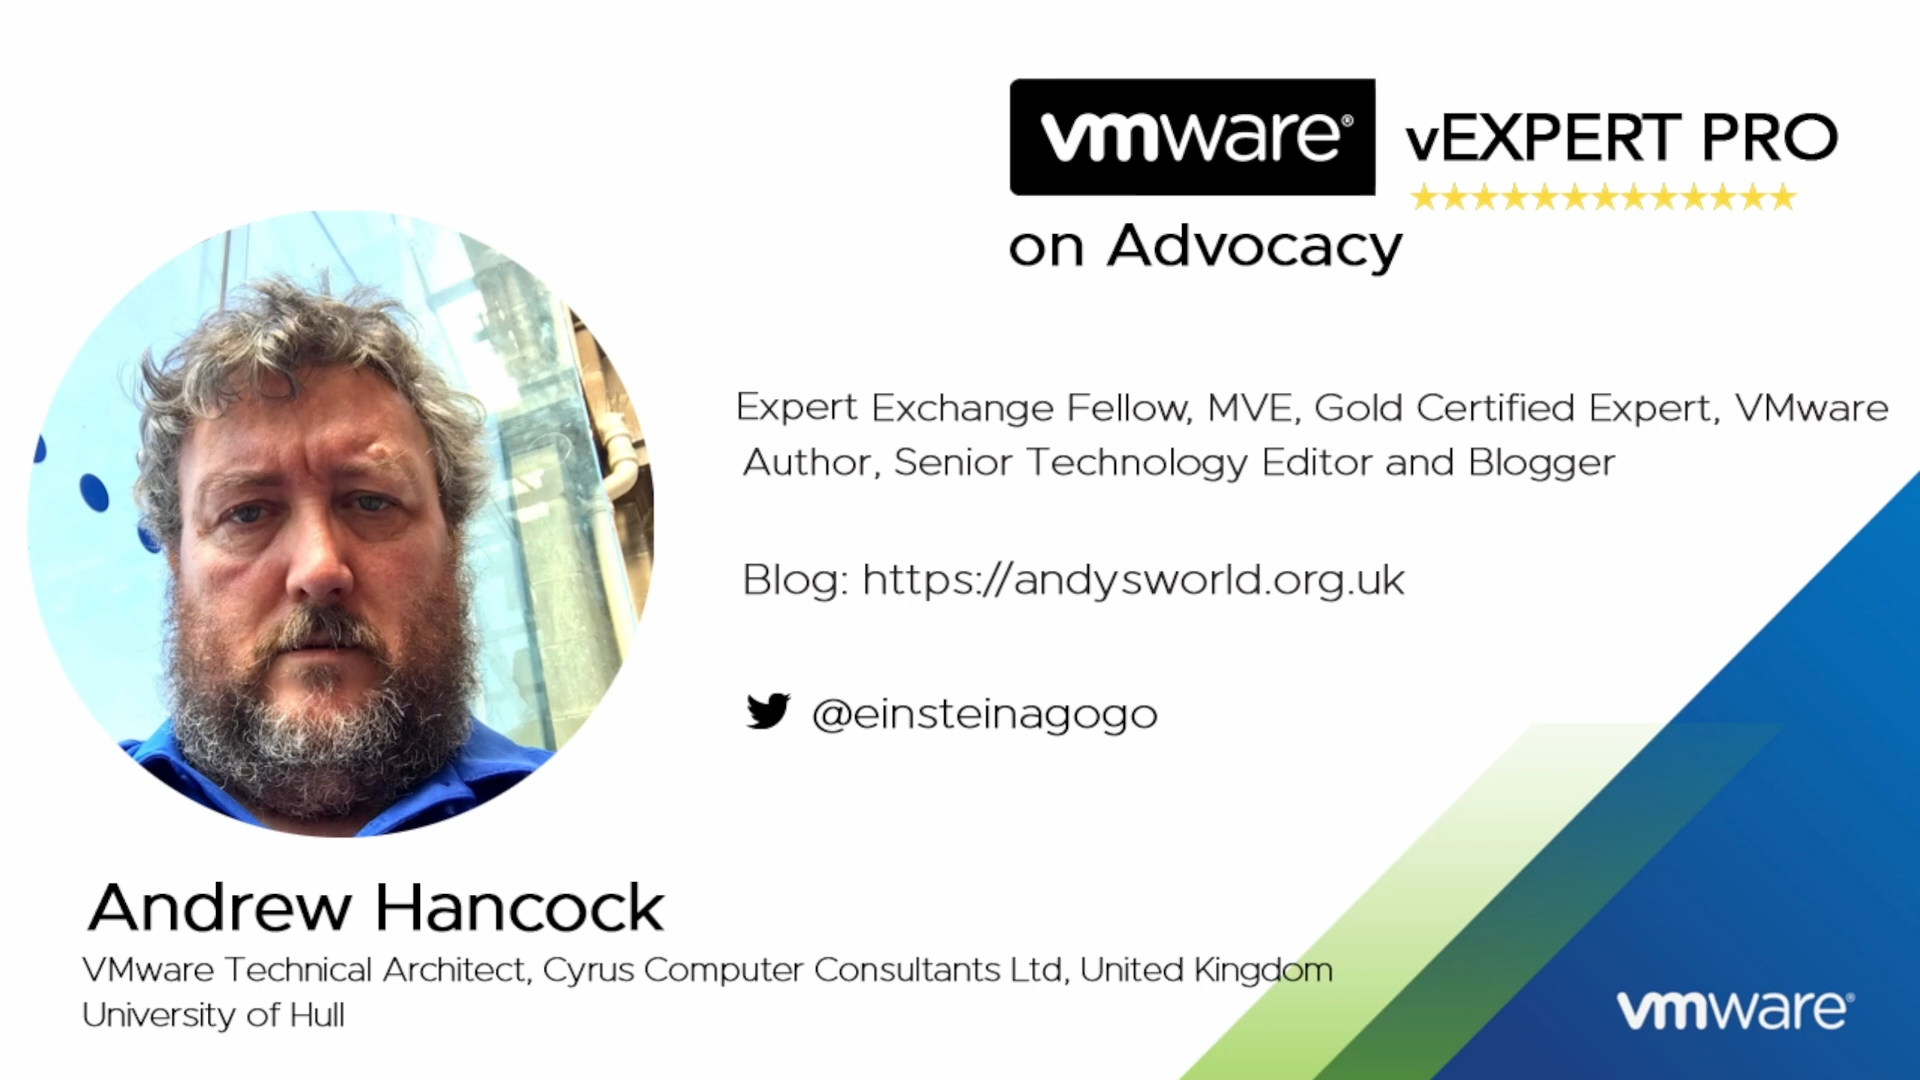 vmware® vEXPERT PRO
★★★★★★★★★★★★★
on Advocacy
Expert Exchange Fellow, MVE, Gold Certified Expert, VMware
Author, Senior Technology Editor and Blogger
Blog: https://andysworld.org.uk
@einsteinagogo
Andrew Hancock
VMware Technical Architect, Cyrus Computer Consultants Ltd, United Kingdom
University of Hull
vmware®